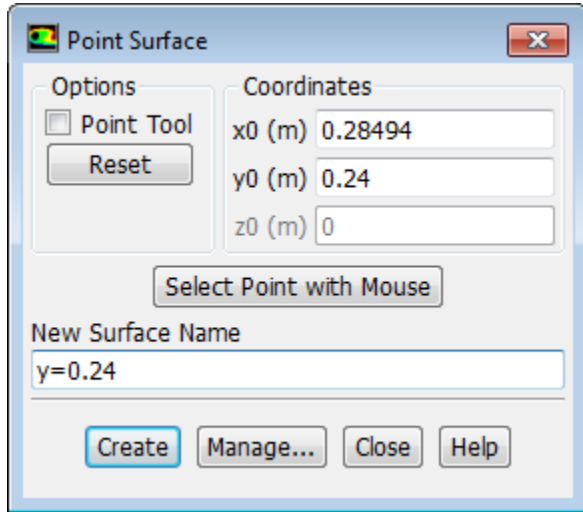 Point Surface
Options
Point Tool
Reset
Coordinates
x0 (m) 0.28494
y0 (m) 0.24
z0 (m) 0
Select Point with Mouse
New Surface Name
y=0.24
Create Manage... Close Help